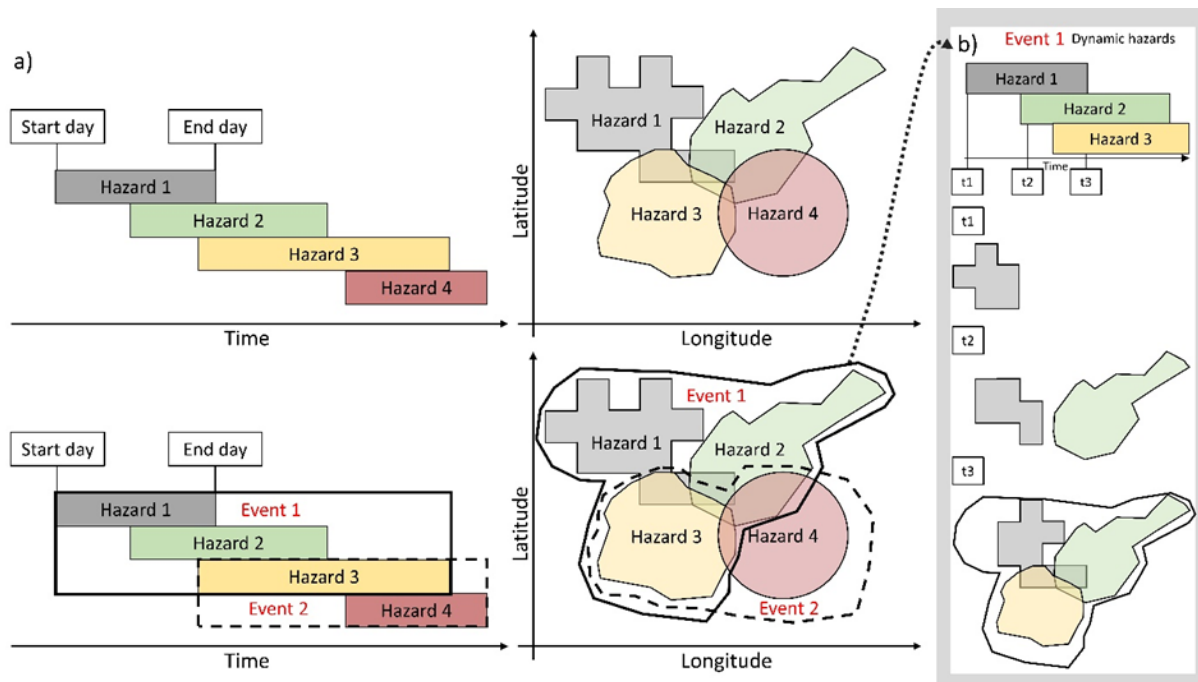 a)
Start day
End day
Hazard 1
Hazard 2
Hazard 3
Hazard 4
Time
Latitude
Hazard 1
Hazard 2
Hazard 3
Hazard 4
Longitude
Start day
End day
Hazard 1
Event 1
Hazard 2
Hazard 3
Event 2
Hazard 4
Time
Latitude
Event 1
Hazard 1
Hazard 2
Hazard 3
Hazard 4
Event 2
Longitude
b)
Event 1 Dynamic hazards
Hazard 1
Hazard 2
Hazard 3
Time
t1
t2
t3
t1
t2
t3